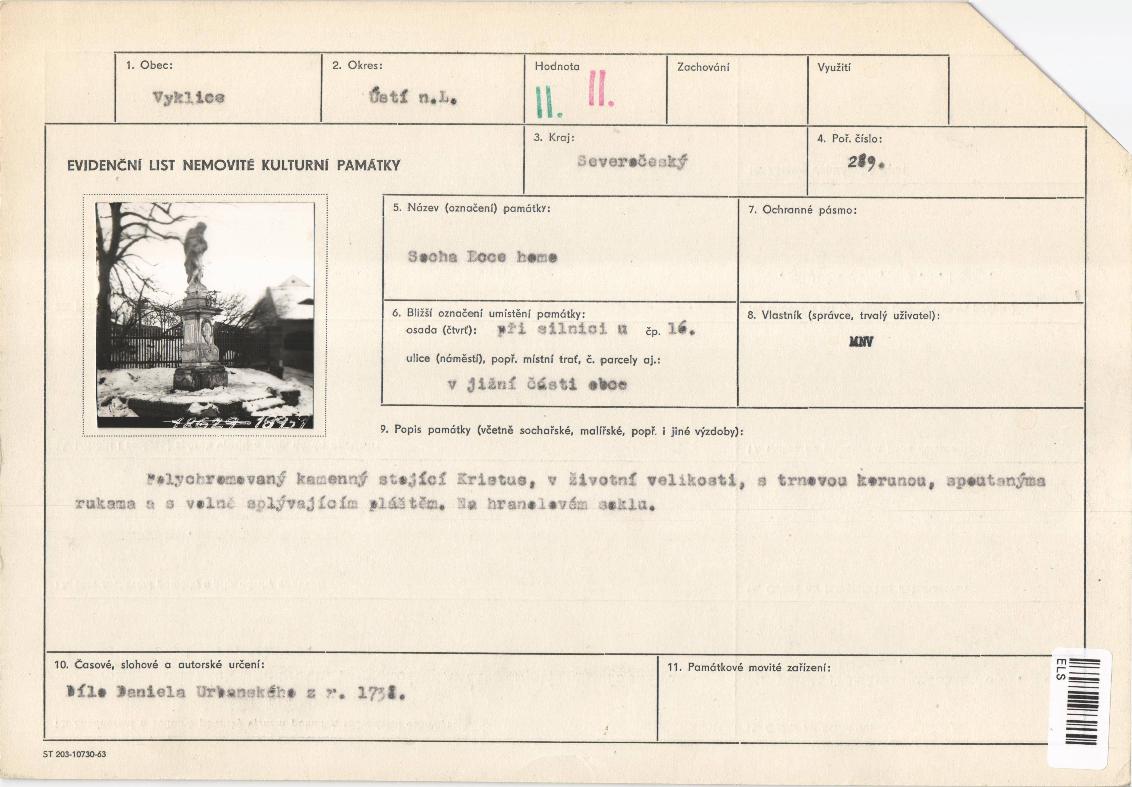 1. Obec:
Vyklice
2. Okres:
Ústí n.L.
Hodnota
II. II.
Zachování
Využití
EVIDENČNÍ LIST NEMOVITÉ KULTURNÍ PAMÁTKY
3. Kraj:
Severočeský
4. Poř. číslo:
289.
5. Název (označení) památky:
Socha Ecce homo
7. Ochranné pásmo:
6. Bližší označení umístění památky:
osada (čtvrť): při silnici u čp. 16.
ulice (náměstí), popř. místní trať, č. parcely aj.:
v jižní části obce
8. Vlastník (správce, trvalý uživatel):
MNV
9. Popis památky (včetně sochařské, malířské, popř. i jiné výzdoby):
Polychromovaný kamenný stojící Kristus, v životní velikosti, s trnovou korunou, spoutanýma
rukama a s volně splývajícím pláštěm. Na hranolovém soklu.
10. Časové, slohové a autorské určení:
Dílo Daniela Urbanského z r.
11. Památkové movité zařízení:
ELS
ST 203-10730-63